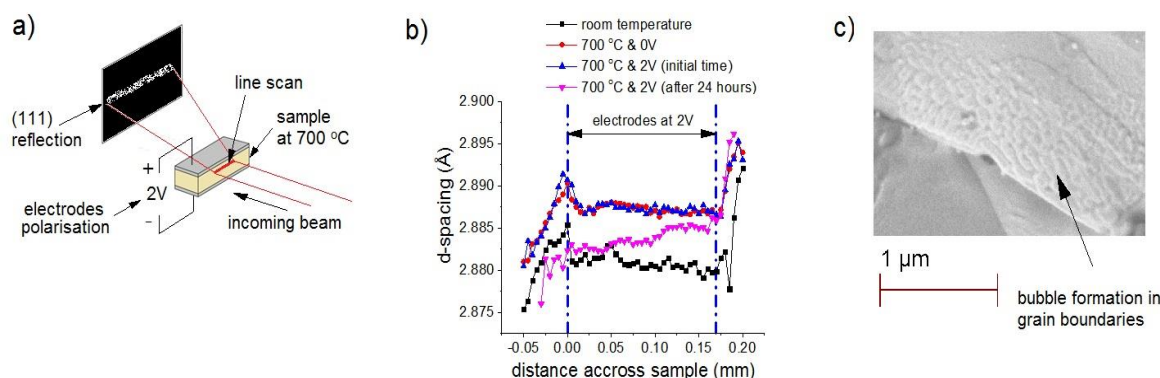 a)
line scan
(111)
reflection
sample
at 700 °C
+
2V
−
electrodes
polarisation
incoming beam
b)
room temperature
700 °C & 0V
700 °C & 2V (initial time)
700 °C & 2V (after 24 hours)
2.900
2.895
2.890
2.885
2.880
2.875
d-spacing (Å)
electrodes at 2V
-0.05 0.00 0.05 0.10 0.15 0.20
distance accross sample (mm)
c)
1 μm
bubble formation in
grain boundaries